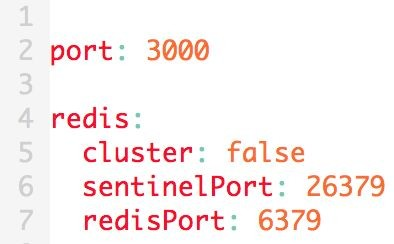 1
2 port: 3000
3
4 redis:
5   cluster: false
6   sentinelPort: 26379
7   redisPort: 6379